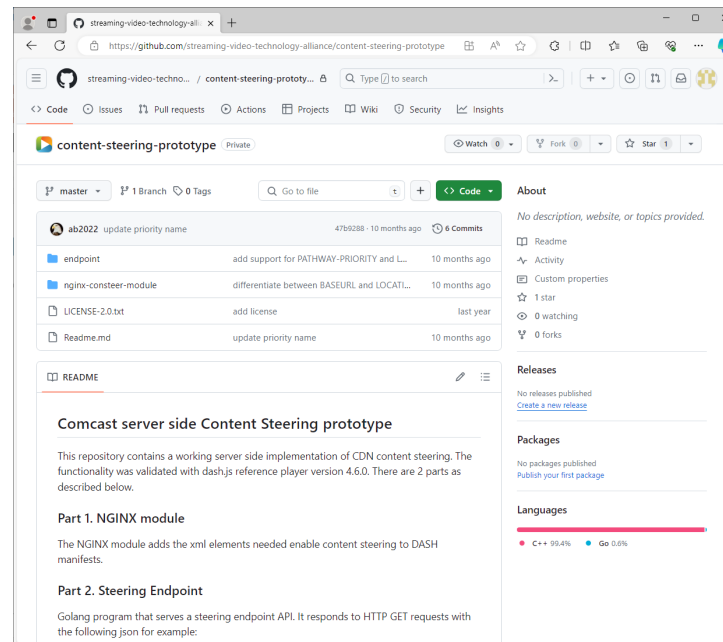 streaming-video-technology-alli
https://github.com/streaming-video-technology-alliance/content-steering-prototype
streaming-video-techno... / content-steering-prototy... Type / to search
Code Issues Pull requests Actions Projects Wiki Security Insights
content-steering-prototype Private Watch 0 Fork 0 Star 1
master 1 Branch 0 Tags Go to file t Code
About
No description, website, or topics provided.
ab2022 update priority name 47b9288 · 10 months ago 6 Commits
endpoint add support for PATHWAY-PRIORITY and L... 10 months ago
nginx-consteer-module differentiate between BASEURL and LOCATI... 10 months ago
LICENSE-2.0.txt add license last year
Readme.md update priority name 10 months ago
Readme
Activity
Custom properties
1 star
0 watching
0 forks
Releases
No releases published
Create a new release
Packages
No packages published
Publish your first package
Languages
C++ 99.4% Go 0.6%
README
Comcast server side Content Steering prototype
This repository contains a working server side implementation of CDN content steering. The
functionality was validated with dash.js reference player version 4.6.0. There are 2 parts as
described below.
Part 1. NGINX module
The NGINX module adds the xml elements needed enable content steering to DASH
manifests.
Part 2. Steering Endpoint
Golang program that serves a steering endpoint API. It responds to HTTP GET requests with
the following json for example: